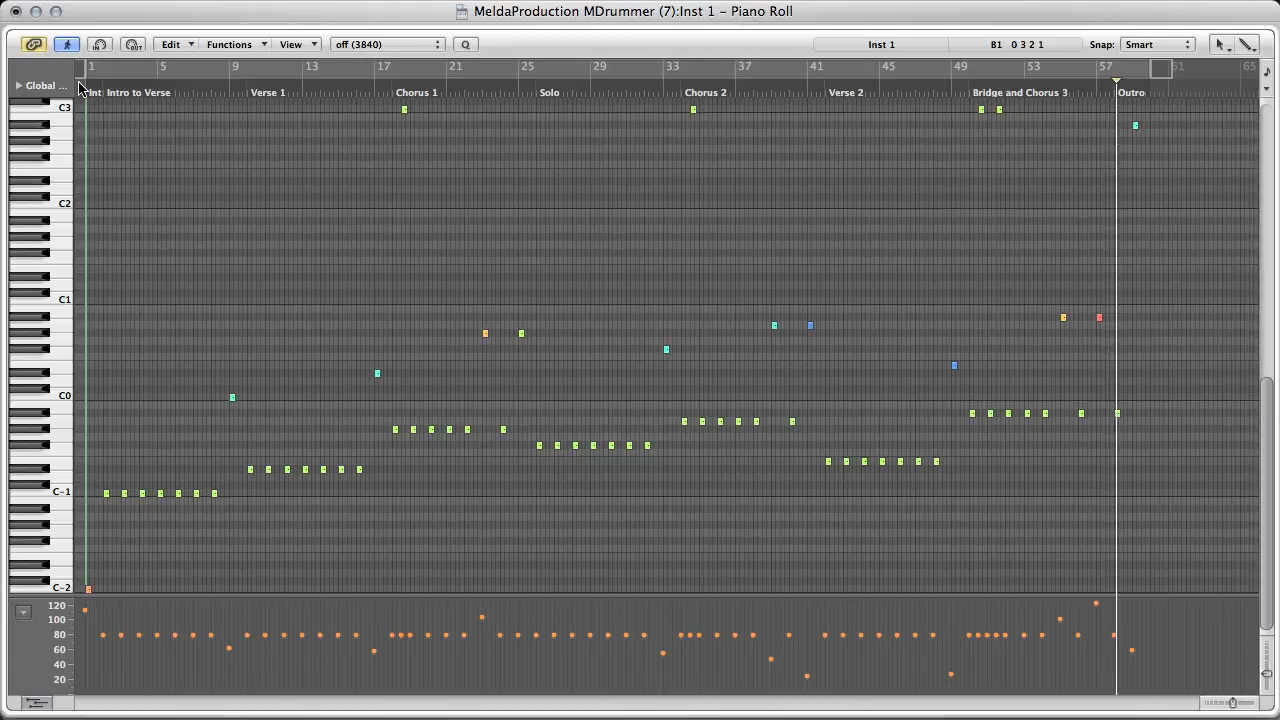 MeldaProduction MDrummer (7):Inst 1 – Piano Roll
Edit Functions View off (3840) Q Inst 1 B1 0 3 2 1 Snap: Smart
1 5 9 13 17 21 25 29 33 37 41 45 49 53 57 61 65
Global ... Int Intro to Verse Verse 1 Chorus 1 Solo Chorus 2 Verse 2 Bridge and Chorus 3 Outro
C3
C2
C1
C0
C-1
C-2
120
100
80
60
40
20